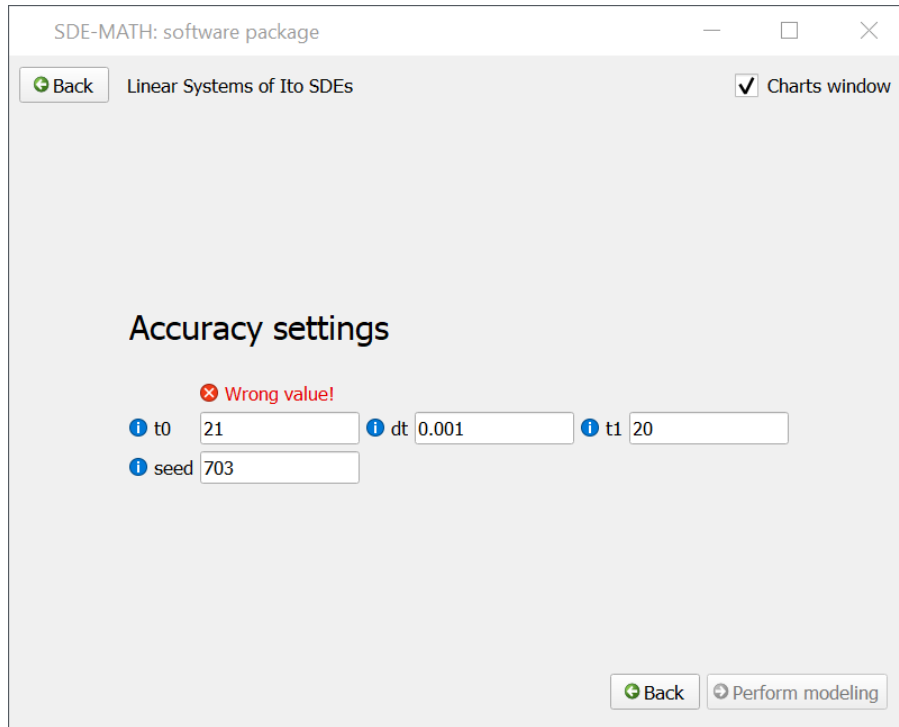 SDE-MATH: software package
Back Linear Systems of Ito SDEs Charts window
Accuracy settings
Wrong value!
t0 21 dt 0.001 t1 20
seed 703
Back Perform modeling